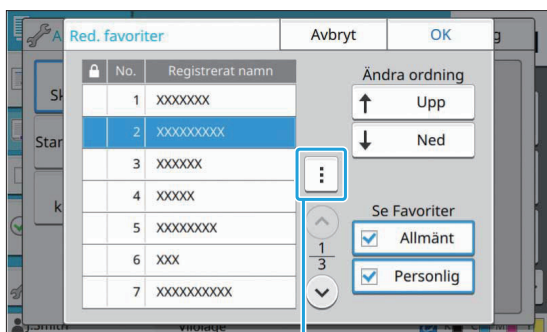 Red. favoriter
Avbryt
OK
No.
Registrerat namn
1 XXXXXXX
2 XXXXXXXXX
3 XXXXXX
4 XXXXX
5 XXXXXXXX
6 XXX
7 XXXXXXXXXX
Ändra ordning
Upp
Ned
1
3
Se Favoriter
Allmänt
Personlig
Star